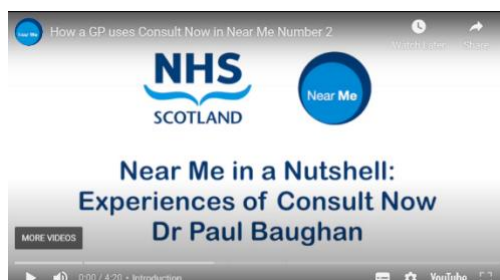 Near Me
How a GP uses Consult Now in Near Me Number 2
Watch Later
Share
NHS
SCOTLAND
Near Me
Near Me in a Nutshell:
Experiences of Consult Now
Dr Paul Baughan
MORE VIDEOS
0:00 / 4:20 • Introduction
YouTube